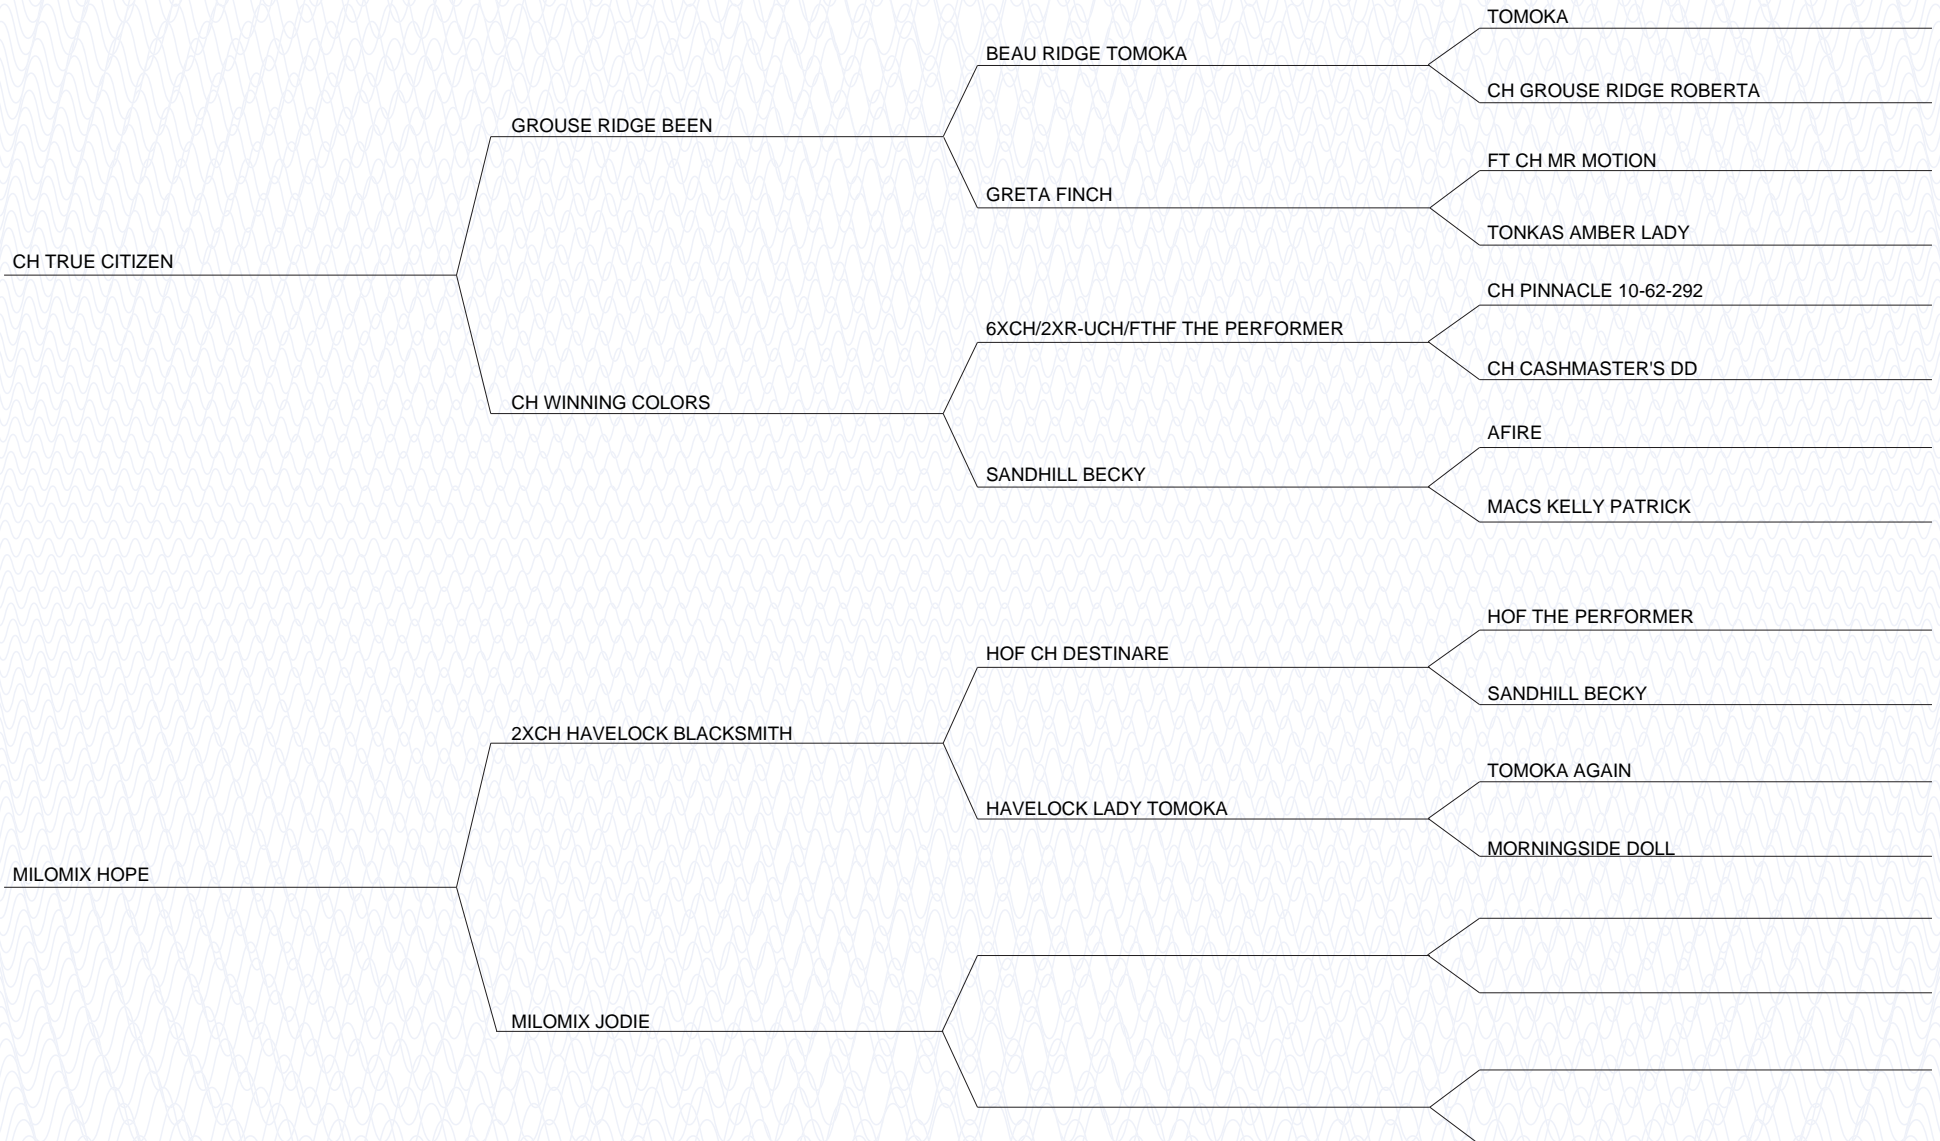 TOMOKA
BEAU RIDGE TOMOKA
CH GROUSE RIDGE ROBERTA
GROUSE RIDGE BEEN
FT CH MR MOTION
GRETA FINCH
TONKAS AMBER LADY
CH TRUE CITIZEN
CH PINNACLE 10-62-292
6XCH/2XR-UCH/FTHF THE PERFORMER
CH CASHMASTER'S DD
CH WINNING COLORS
AFIRE
SANDHILL BECKY
MACS KELLY PATRICK
HOF THE PERFORMER
HOF CH DESTINARE
SANDHILL BECKY
2XCH HAVELOCK BLACKSMITH
TOMOKA AGAIN
HAVELOCK LADY TOMOKA
MORNINGSIDE DOLL
MILOMIX HOPE
MILOMIX JODIE